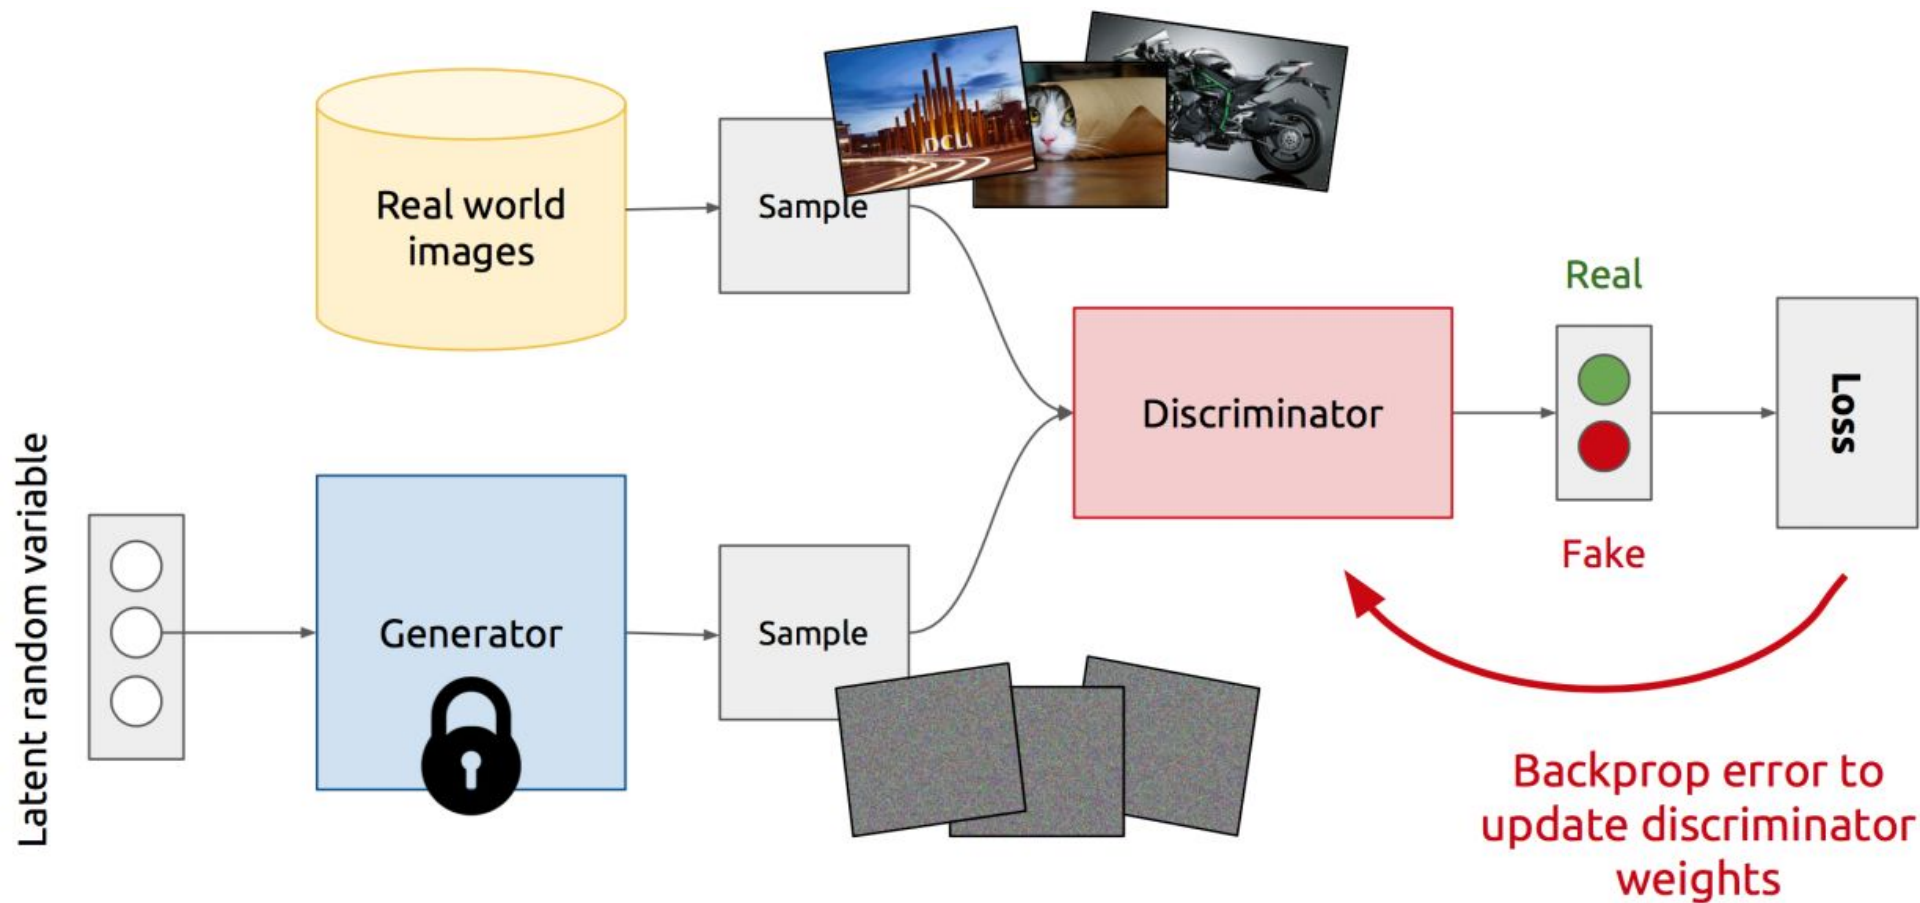 Real world
images
Sample
DCU
Real
Discriminator
Loss
Fake
Latent random variable
Generator
Sample
Backprop error to
update discriminator
weights